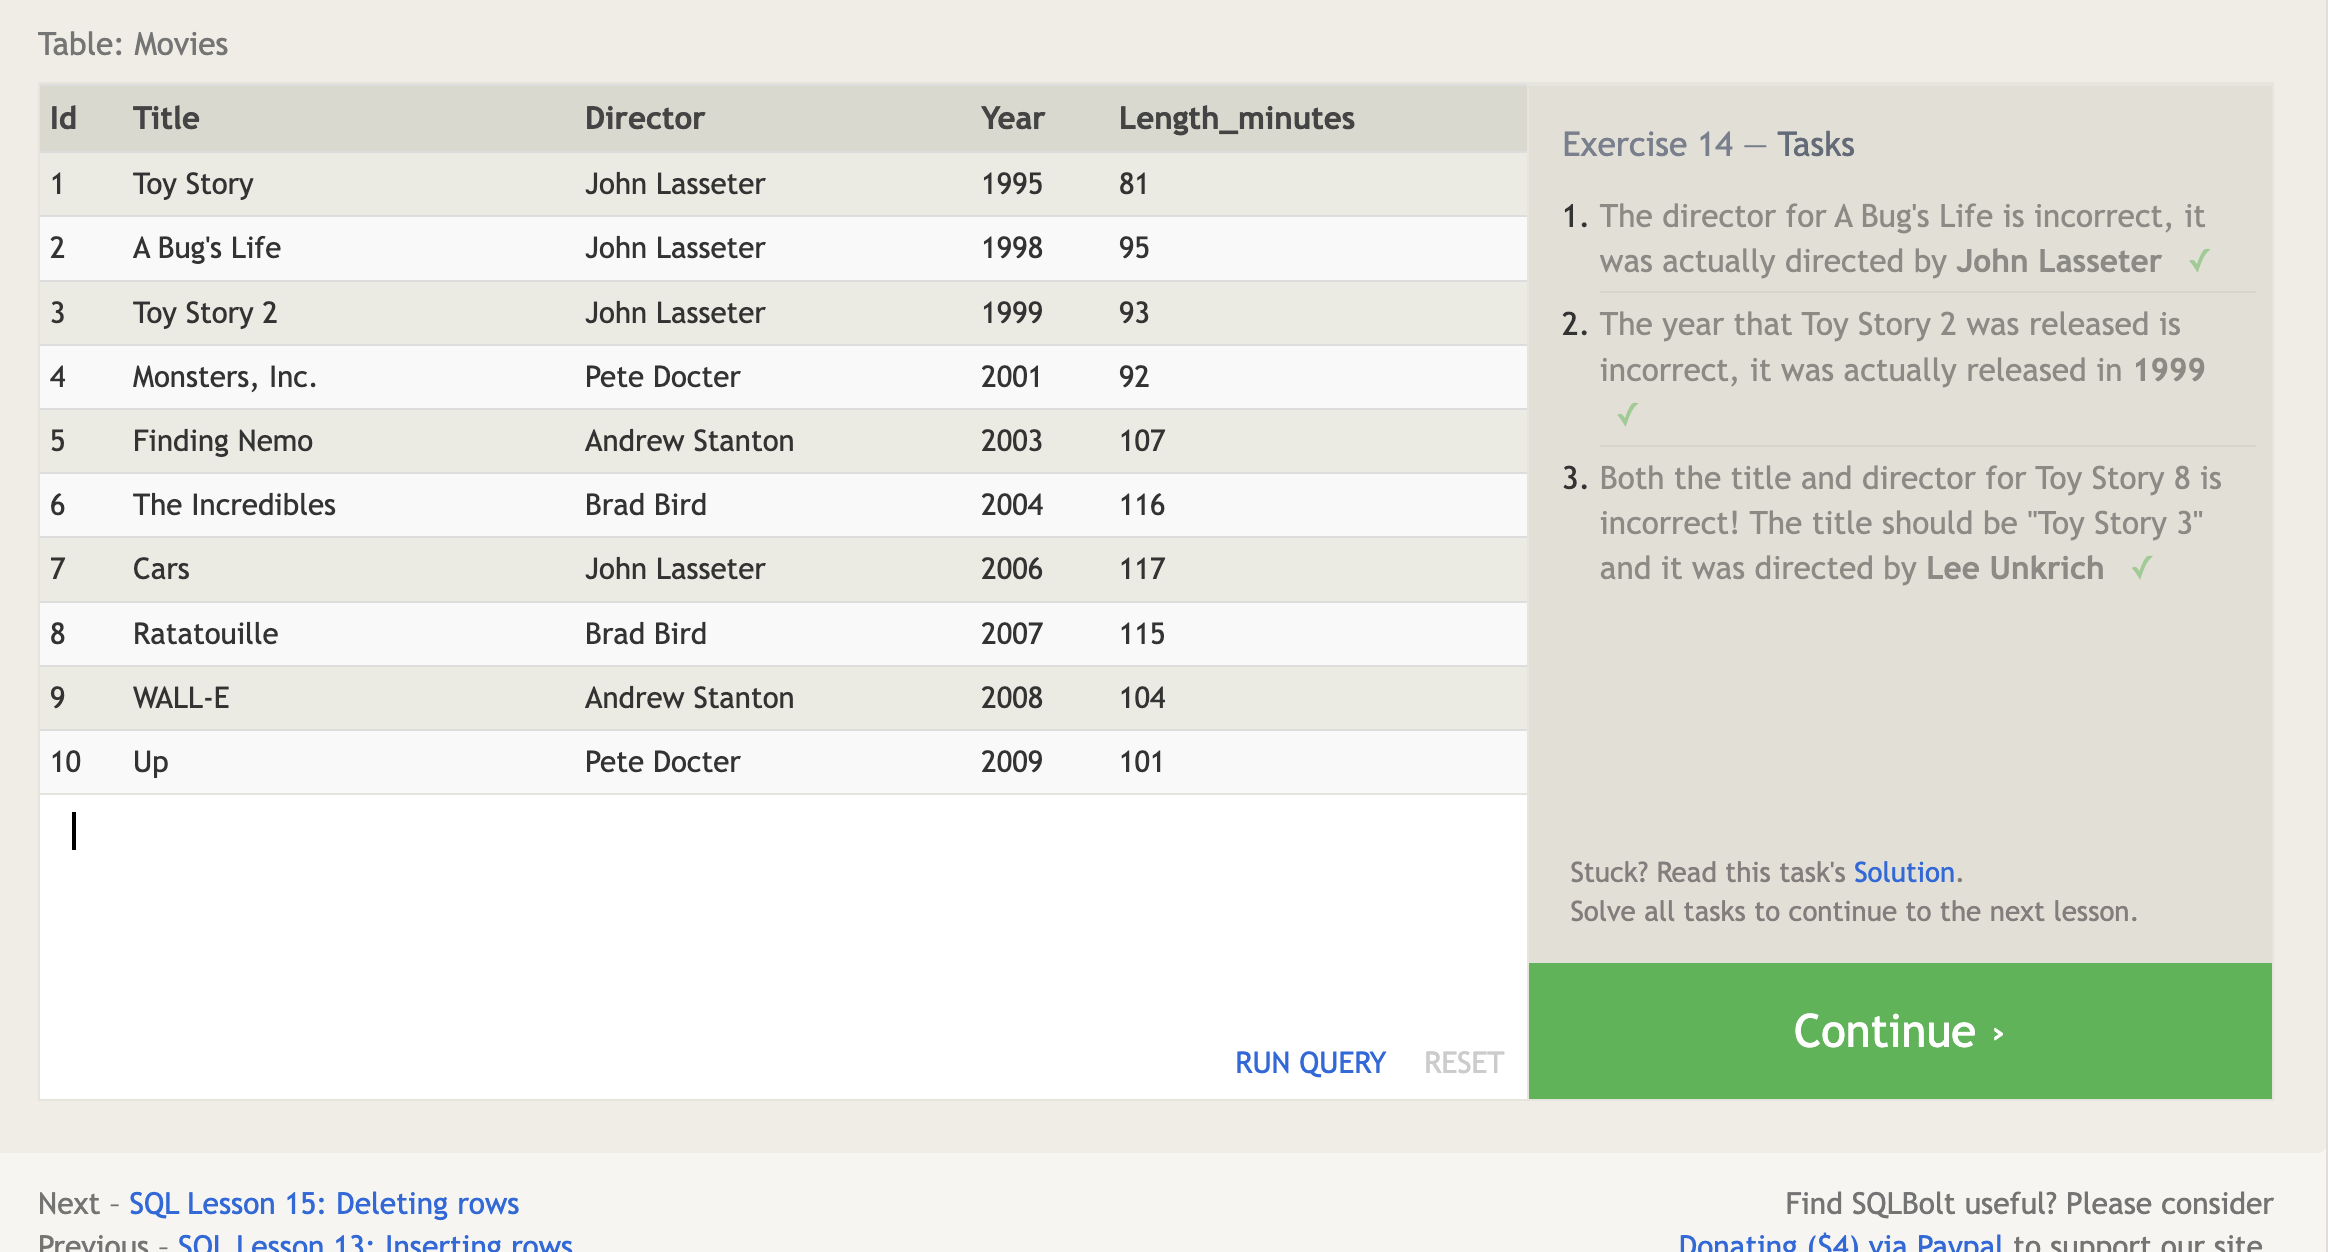 Table: Movies
Id Title Director Year Length_minutes
1 Toy Story John Lasseter 1995 81
2 A Bug's Life John Lasseter 1998 95
3 Toy Story 2 John Lasseter 1999 93
4 Monsters, Inc. Pete Docter 2001 92
5 Finding Nemo Andrew Stanton 2003 107
6 The Incredibles Brad Bird 2004 116
7 Cars John Lasseter 2006 117
8 Ratatouille Brad Bird 2007 115
9 WALL-E Andrew Stanton 2008 104
10 Up Pete Docter 2009 101
RUN QUERY RESET
Exercise 14 — Tasks
1. The director for A Bug's Life is incorrect, it
was actually directed by John Lasseter ✓
2. The year that Toy Story 2 was released is
incorrect, it was actually released in 1999
✓
3. Both the title and director for Toy Story 8 is
incorrect! The title should be "Toy Story 3"
and it was directed by Lee Unkrich ✓
Stuck? Read this task's Solution.
Solve all tasks to continue to the next lesson.
Continue ›
Next – SQL Lesson 15: Deleting rows
Previous – SQL Lesson 13: Inserting rows
Find SQLBolt useful? Please consider
Donating ($4) via Paypal to support our site.